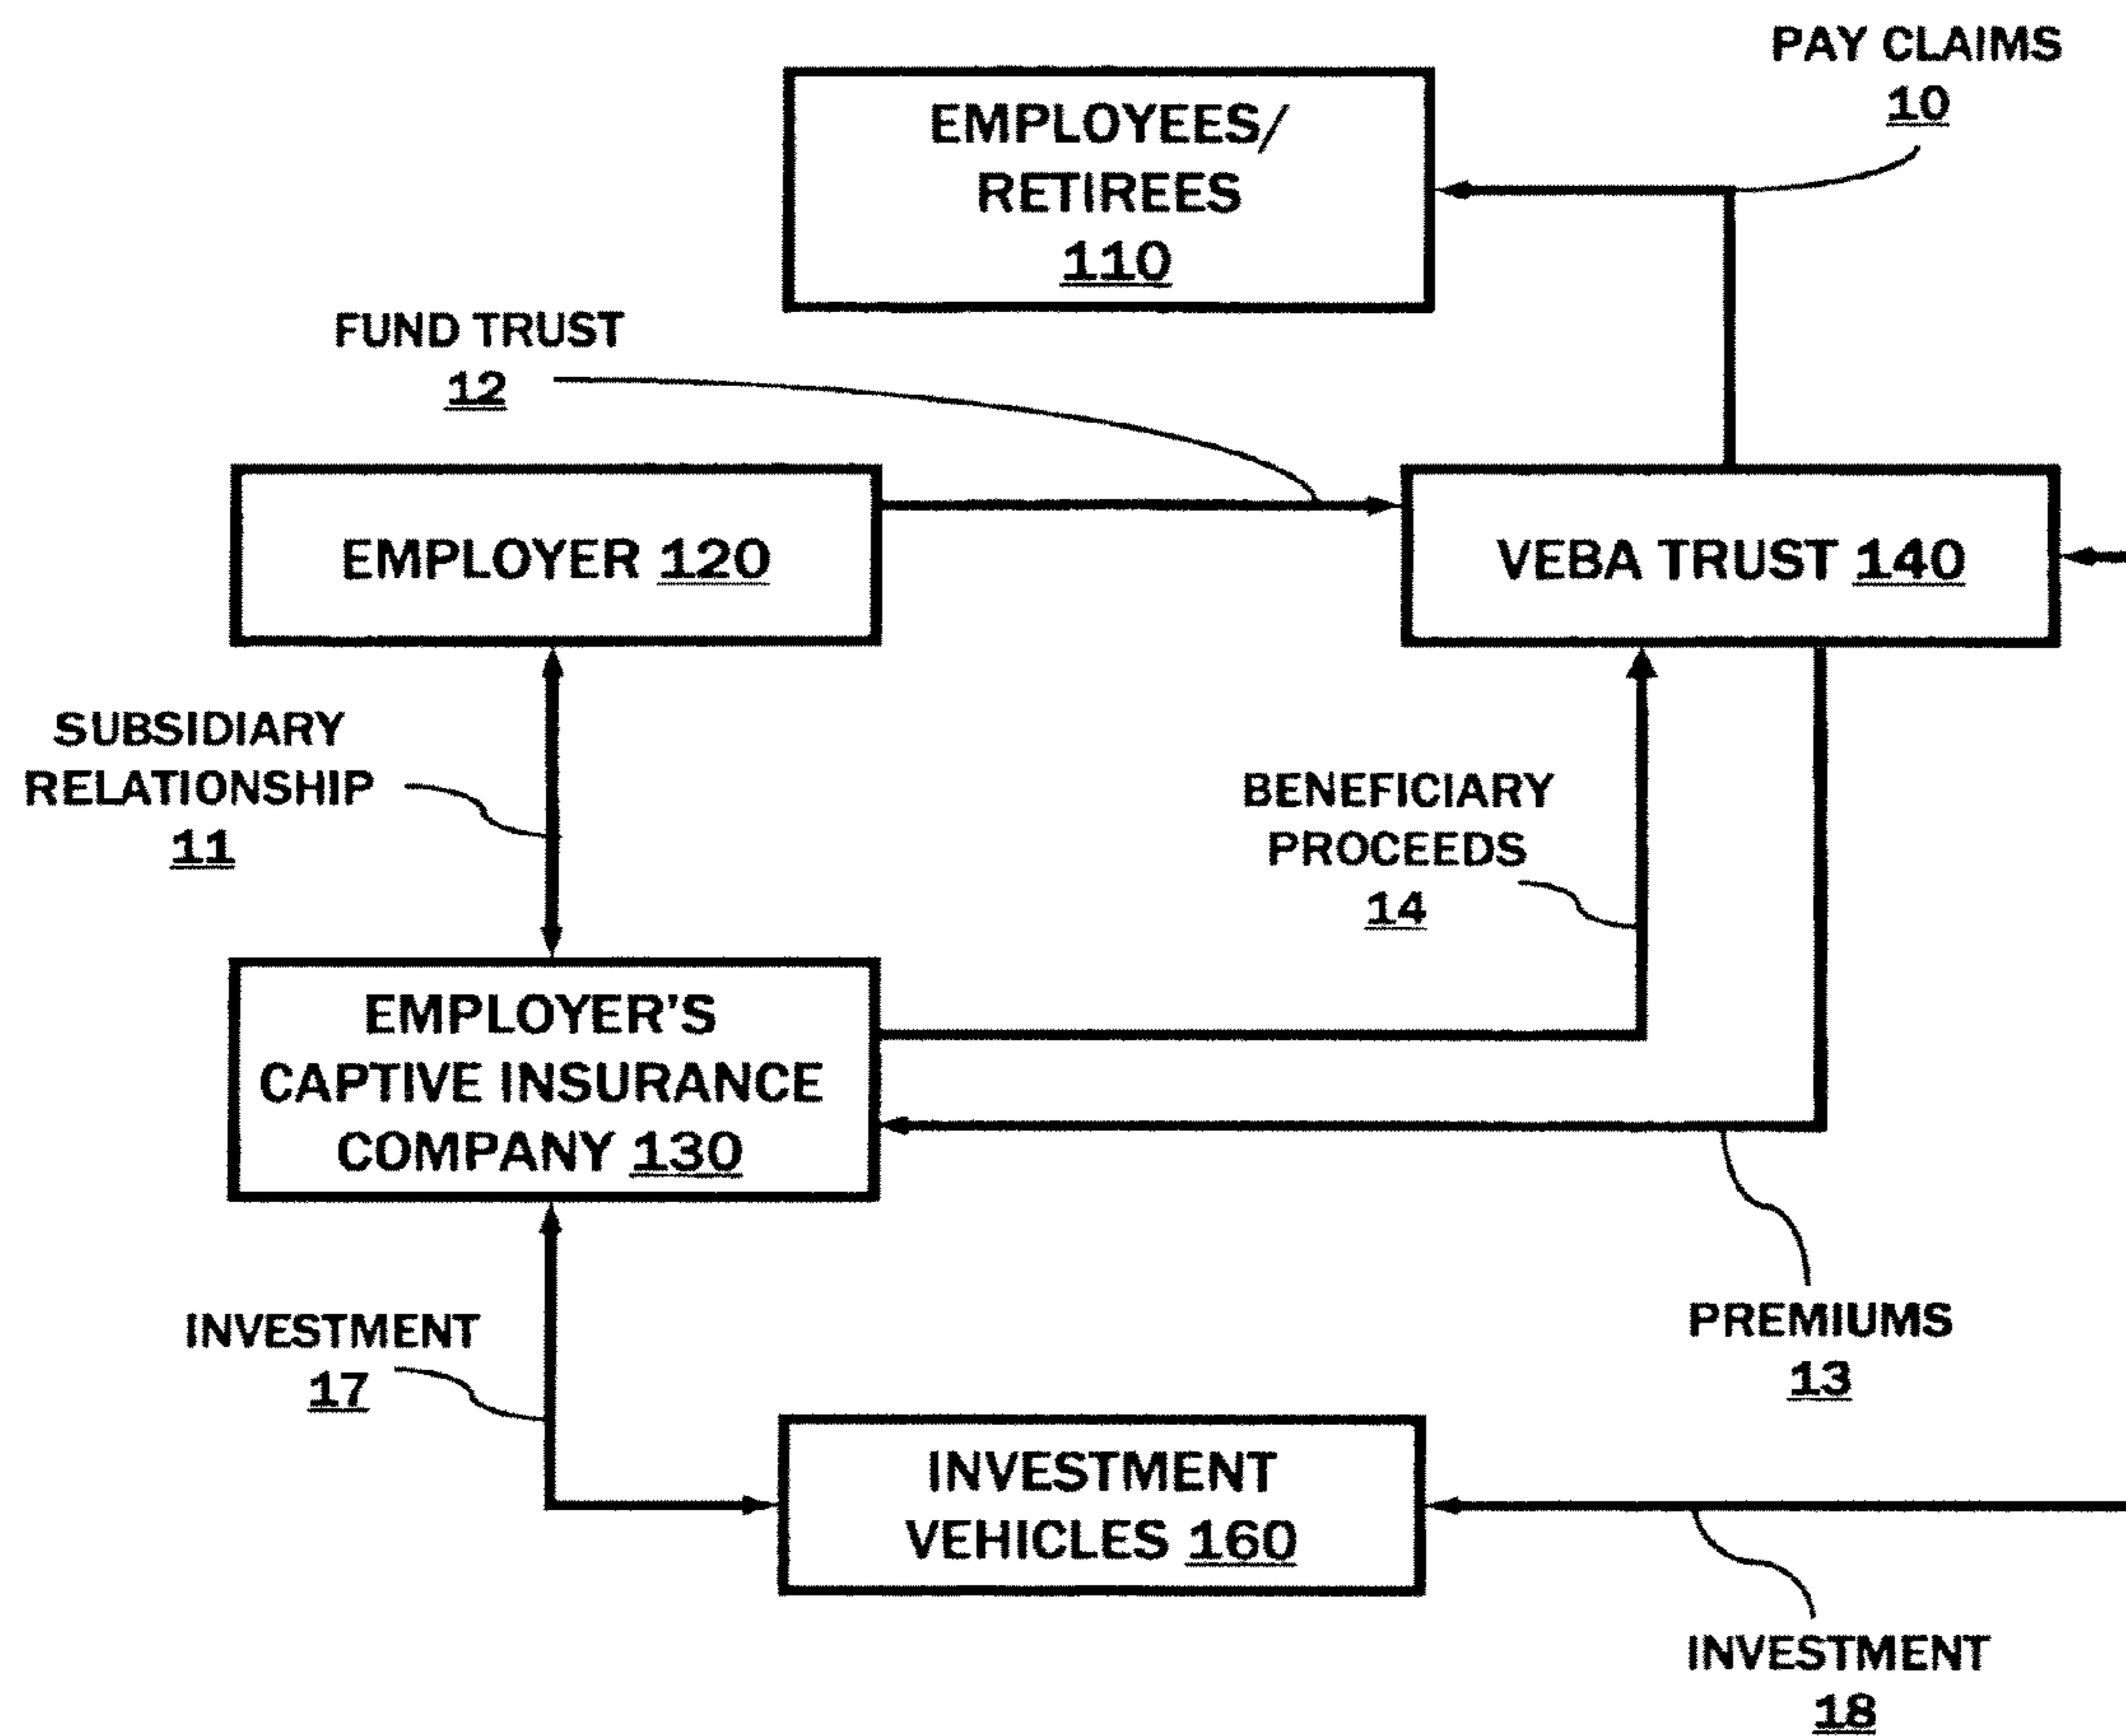 PAY CLAIMS
10
EMPLOYEES/
RETIREES
110
FUND TRUST
12
EMPLOYER 120
VEBA TRUST 140
SUBSIDIARY
RELATIONSHIP
11
BENEFICIARY
PROCEEDS
14
EMPLOYER'S
CAPTIVE INSURANCE
COMPANY 130
INVESTMENT
17
PREMIUMS
13
INVESTMENT
VEHICLES 160
INVESTMENT
18